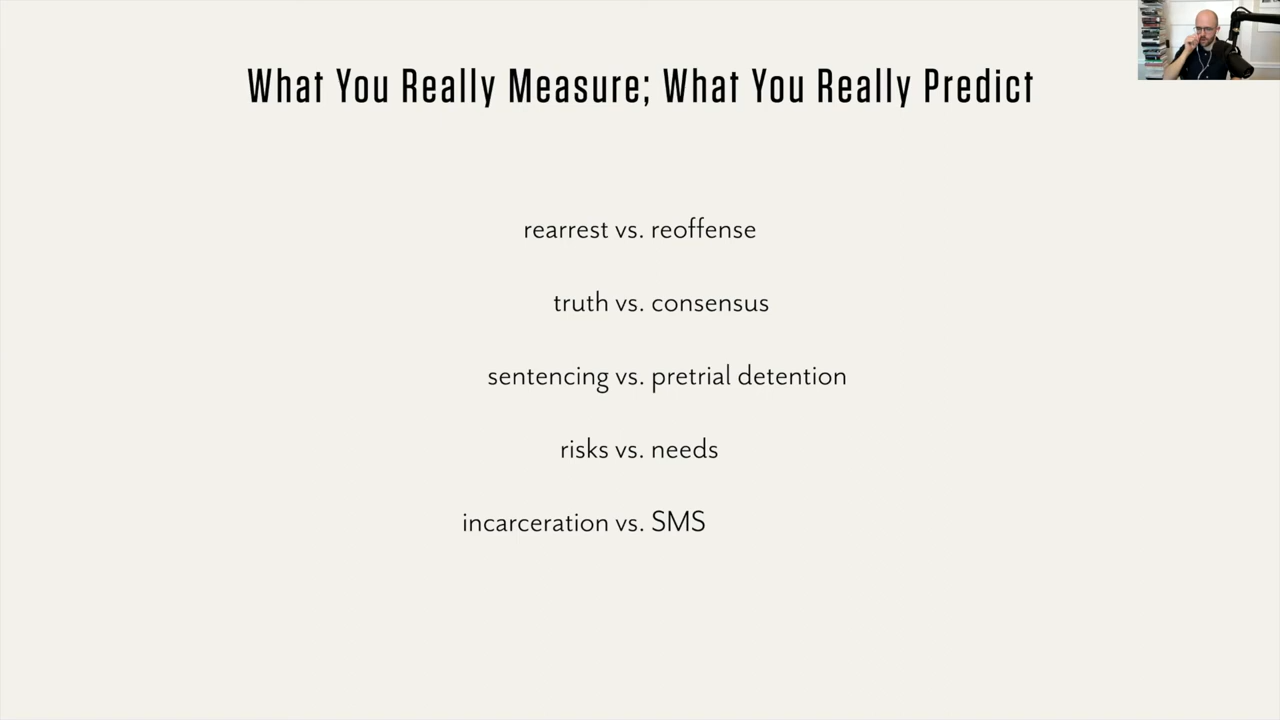 What You Really Measure; What You Really Predict
rearrest vs. reoffense
truth vs. consensus
sentencing vs. pretrial detention
risks vs. needs
incarceration vs. SMS